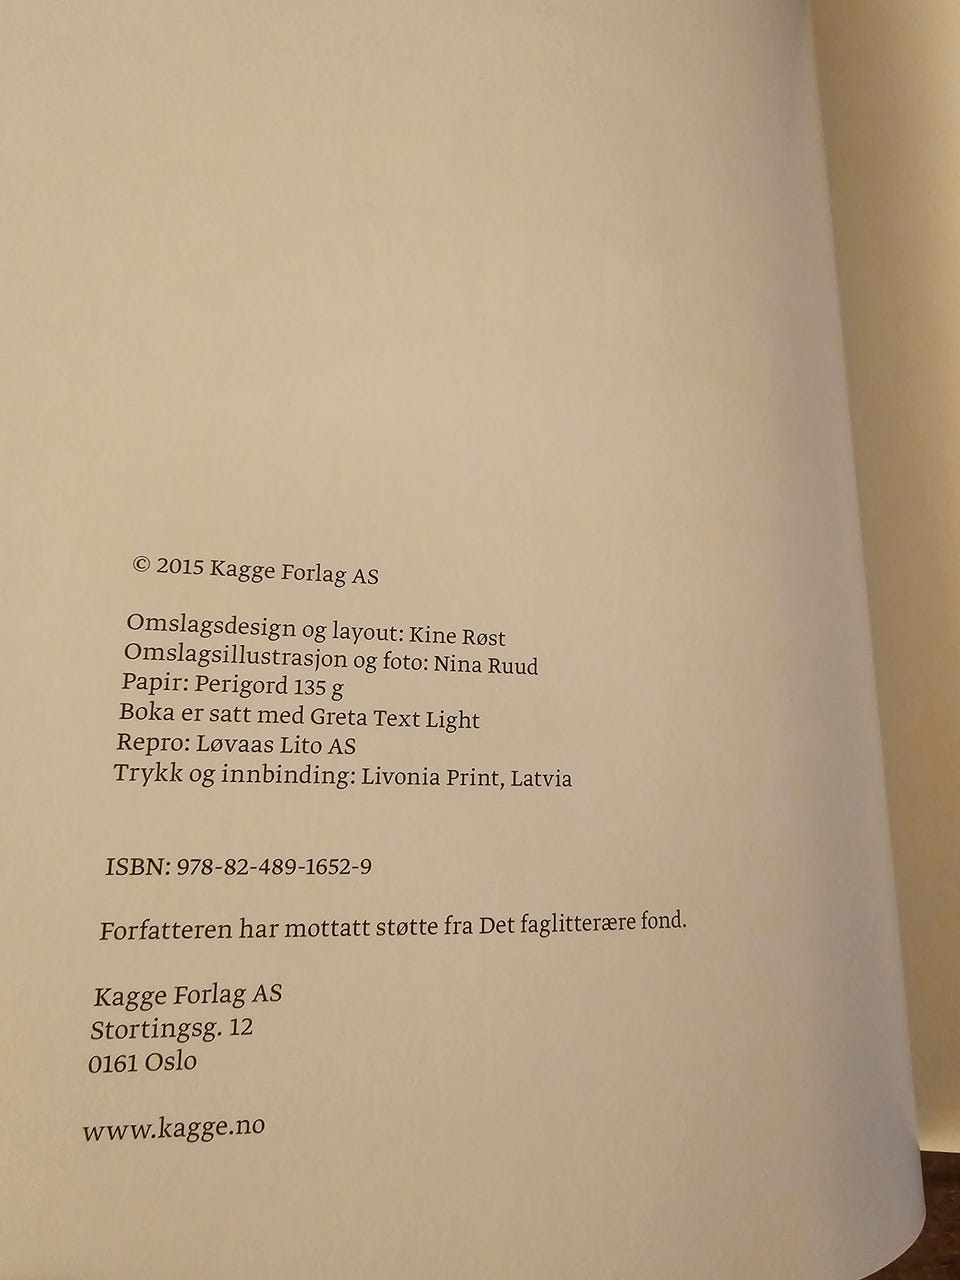 © 2015 Kagge Forlag AS
Omslagsdesign og layout: Kine Røst
Omslagsillustrasjon og foto: Nina Ruud
Papir: Perigord 135 g
Boka er satt med Greta Text Light
Repro: Løvaas Lito AS
Trykk og innbinding: Livonia Print, Latvia
ISBN: 978-82-489-1652-9
Forfatteren har mottatt støtte fra Det faglitterære fond.
Kagge Forlag AS
Stortingsg. 12
0161 Oslo
www.kagge.no